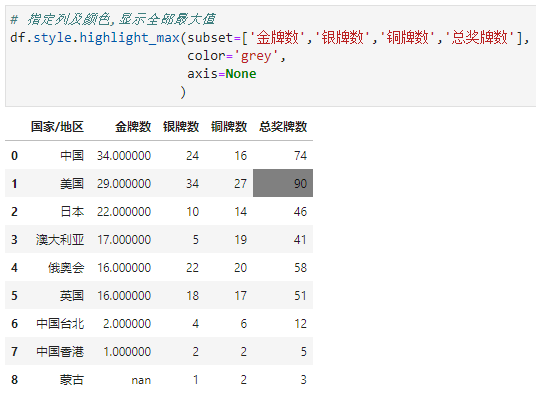 # 指定列及颜色,显示全部最大值
df.style.highlight_max(subset=['金牌数','银牌数','铜牌数','总奖牌数'],
color='grey',
axis=None
)
国家/地区 金牌数 银牌数 铜牌数 总奖牌数
0 中国 34.000000 24 16 74
1 美国 29.000000 34 27 90
2 日本 22.000000 10 14 46
3 澳大利亚 17.000000 5 19 41
4 俄奥会 16.000000 22 20 58
5 英国 16.000000 18 17 51
6 中国台北 2.000000 4 6 12
7 中国香港 1.000000 2 2 5
8 蒙古 nan 1 2 3